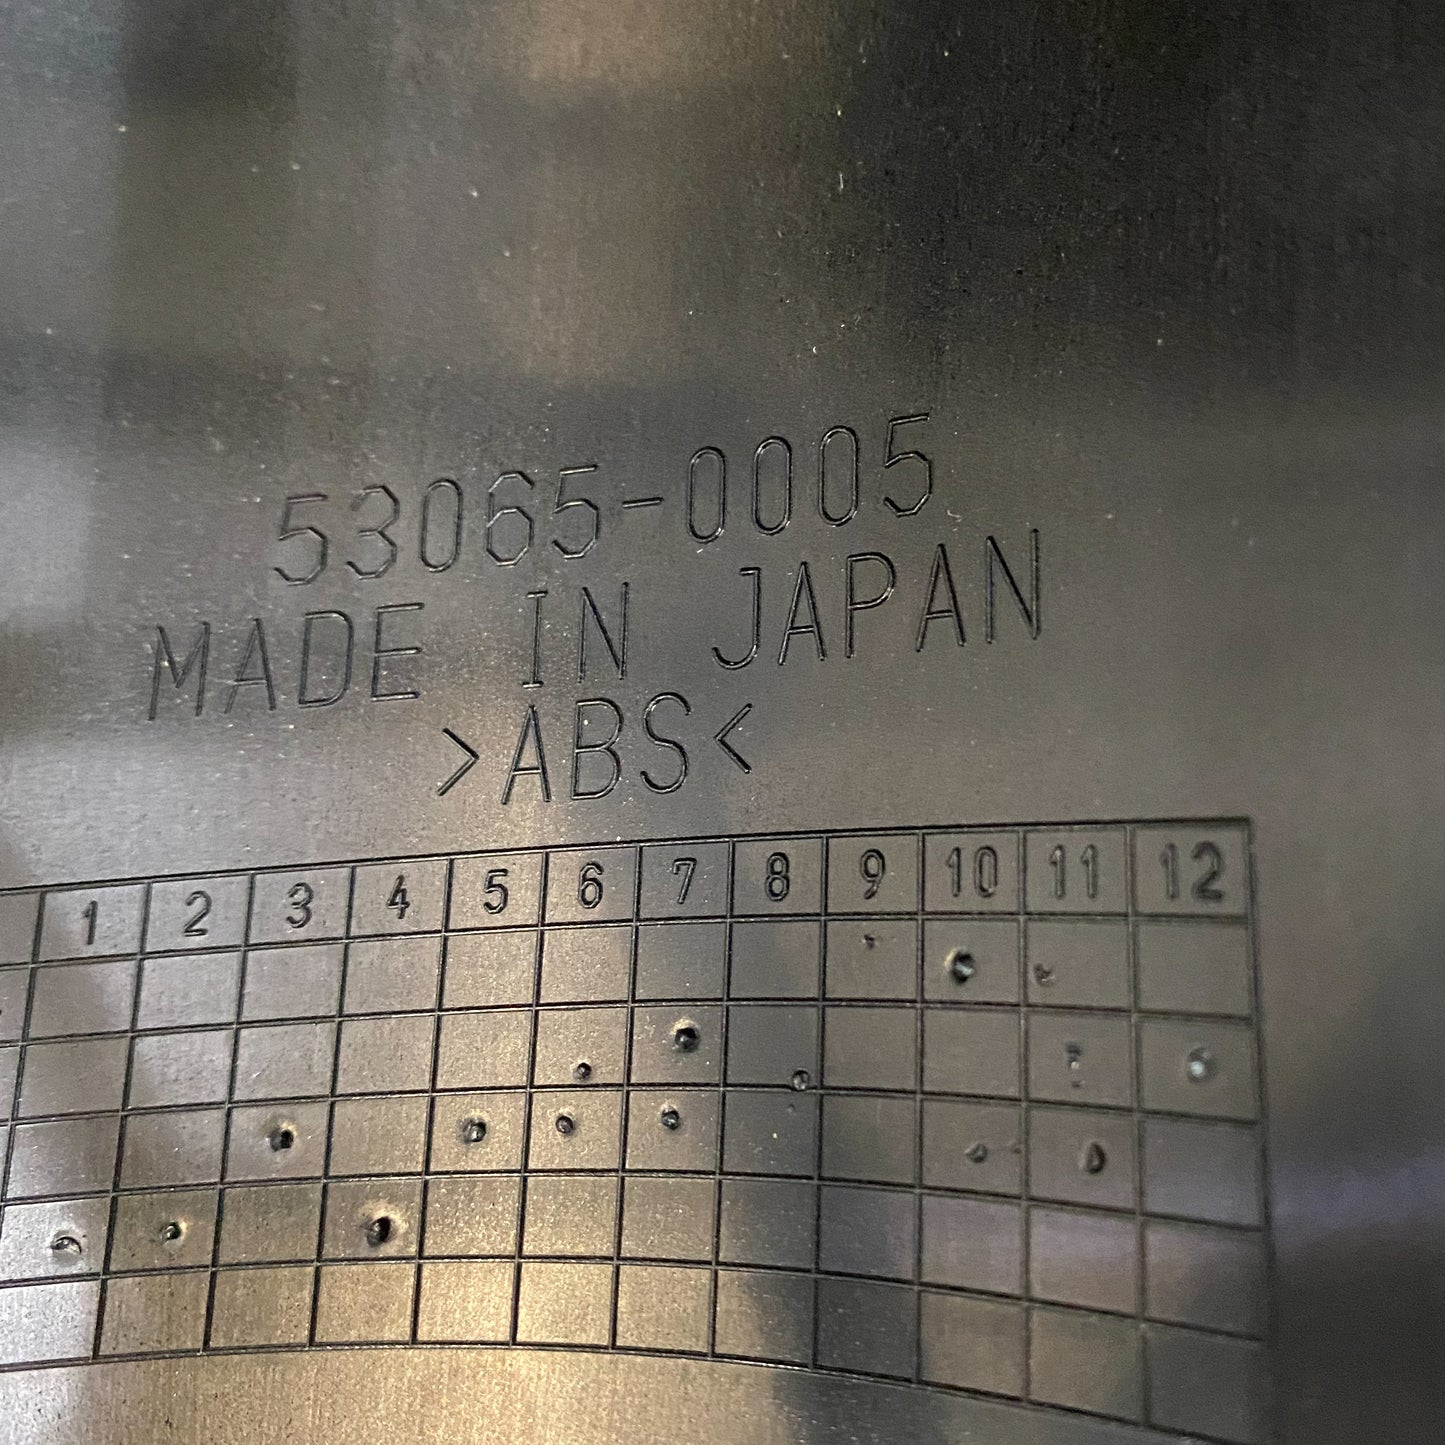 53065-0005
MADE IN JAPAN
>ABS<
1 2 3 4 5 6 7 8 9 10 11 12